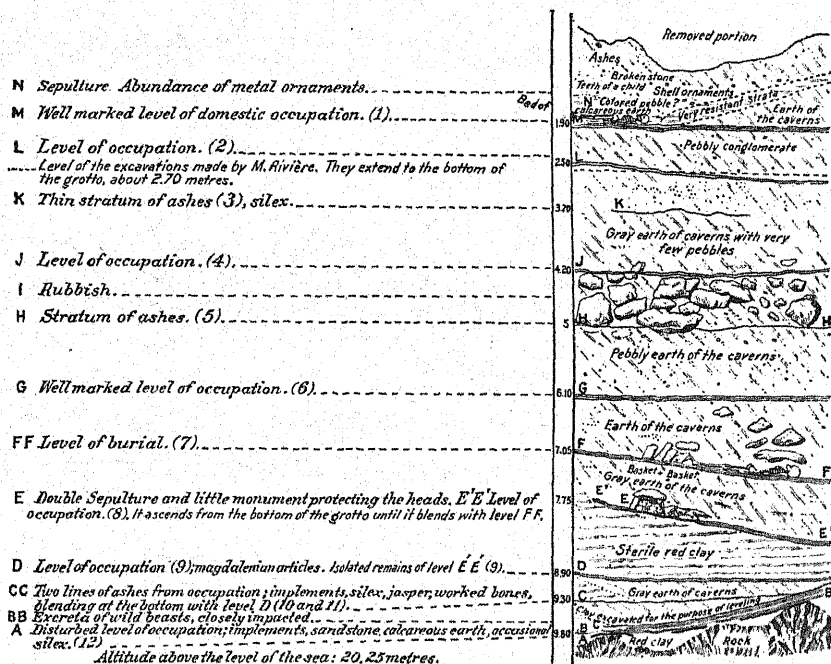 Removed portion
Ashes
Broken stone
Teeth of a child Shell ornaments
N Sepulture. Abundance of metal ornaments.
Bed of
N "Colored pebble?" Very resistant strata
calcareous earth
Earth of the caverns
M Well marked level of domestic occupation. (1)
M
1.90
L Level of occupation. (2)
Pebbly conglomerate
Level of the excavations made by M. Rivière. They extend to the bottom of
the grotto, about 2.70 metres.
L
K Thin stratum of ashes (3), silex.
3.20
K
Gray earth of caverns with very
few pebbles
J Level of occupation. (4)
4.20
J
I Rubbish.
H Stratum of ashes. (5)
5
H
H
Pebbly earth of the caverns
G Well marked level of occupation. (6)
6.10
G
Earth of the caverns
FF Level of burial. (7)
7.05
F
F
Basket Basket
Gray earth of the caverns
E Double Sepulture and little monument protecting the heads. E'E' Level of
occupation. (8). It ascends from the bottom of the grotto until it blends with level FF.
7.75
E'
E
E
Sterile red clay
D Level of occupation (9); magdalenian articles. Isolated remains of level É É (9).
8.90
D
CC Two lines of ashes from occupation; implements, silex, jasper, worked bones,
blending at the bottom with level D (10 and 11).
9.30
C
Gray earth of caverns
B
Clay Excavated for the purpose of leveling
BB Excreta of wild beasts, closely impacted.
A Disturbed level of occupation; implements, sandstone, calcareous earth, occasional
silex. (12)
9.80
B
Red clay
Rock
Altitude above the level of the sea: 20,25 metres.